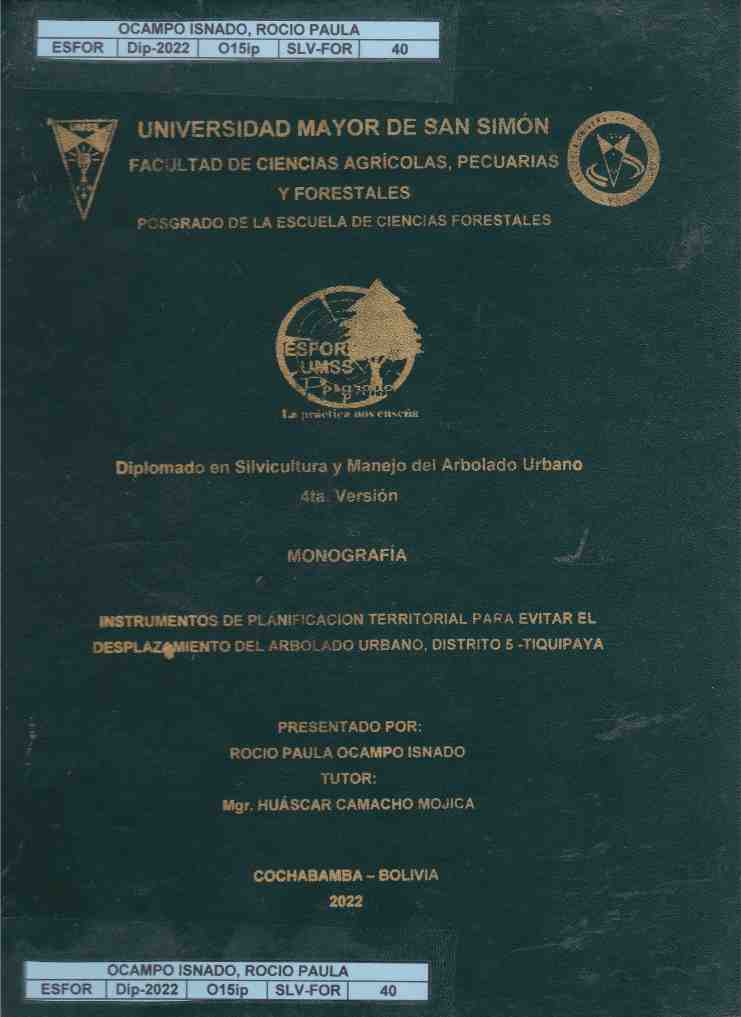 OCAMPO ISNADO, ROCIO PAULA
ESFOR Dip-2022 O15ip SLV-FOR 40
UMSS
UNIVERSIDAD MAYOR DE SAN SIMÓN
FACULTAD DE CIENCIAS AGRÍCOLAS, PECUARIAS
Y FORESTALES
POSGRADO DE LA ESCUELA DE CIENCIAS FORESTALES
ESFOR
UMSS
Posgrado
La práctica nos enseña
Diplomado en Silvicultura y Manejo del Arbolado Urbano
4ta. Versión
MONOGRAFÍA
INSTRUMENTOS DE PLANIFICACION TERRITORIAL PARA EVITAR EL
DESPLAZAMIENTO DEL ARBOLADO URBANO, DISTRITO 5 -TIQUIPAYA
PRESENTADO POR:
ROCIO PAULA OCAMPO ISNADO
TUTOR:
Mgr. HUÁSCAR CAMACHO MOJICA
COCHABAMBA – BOLIVIA
2022
OCAMPO ISNADO, ROCIO PAULA
ESFOR Dip-2022 O15ip SLV-FOR 40